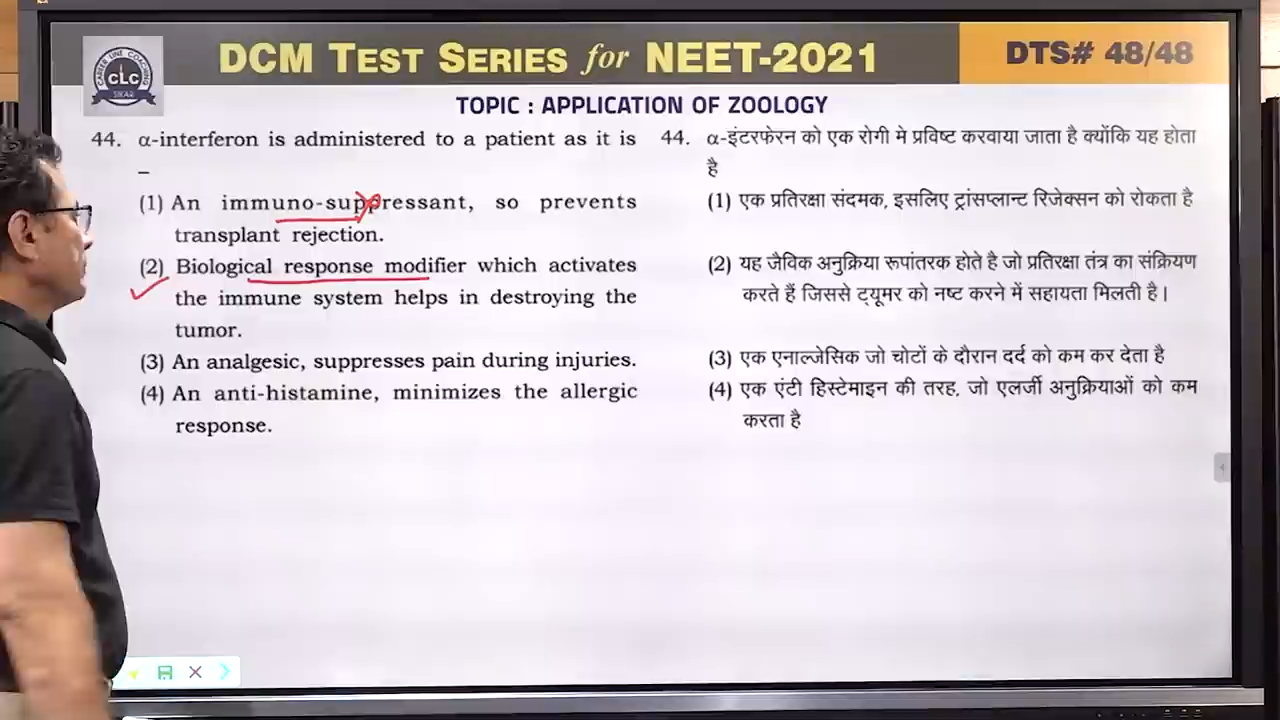 DCM TEST SERIES for NEET-2021
DTS# 48/48
CLC
SIKAR
TOPIC : APPLICATION OF ZOOLOGY
44. α-interferon is administered to a patient as it is
–
(1) An immuno-suppressant, so prevents
transplant rejection.
(2) Biological response modifier which activates
the immune system helps in destroying the
tumor.
(3) An analgesic, suppresses pain during injuries.
(4) An anti-histamine, minimizes the allergic
response.
44. α-इंटरफेरन को एक रोगी मे प्रविष्ट करवाया जाता है क्योंकि यह होता
है
(1) एक प्रतिरक्षा संदमक, इसलिए ट्रांसप्लान्ट रिजेक्सन को रोकता है
(2) यह जैविक अनुक्रिया रूपांतरक होते है जो प्रतिरक्षा तंत्र का संक्रियण
करते हैं जिससे ट्यूमर को नष्ट करने में सहायता मिलती है।
(3) एक एनाल्जेसिक जो चोटों के दौरान दर्द को कम कर देता है
(4) एक एंटी हिस्टेमाइन की तरह, जो एलर्जी अनुक्रियाओं को कम
करता है